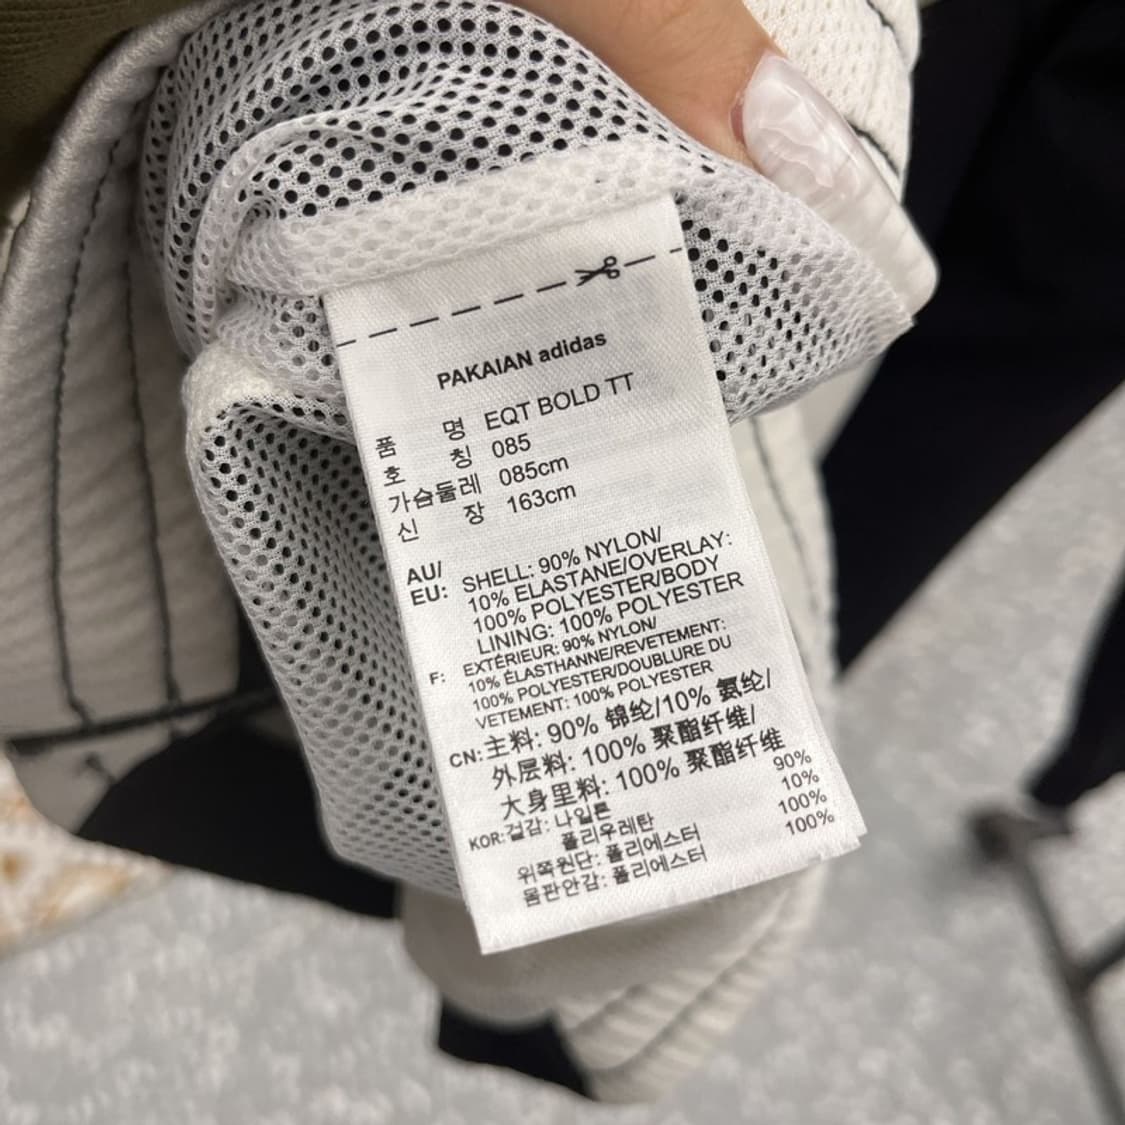 PAKAIAN adidas
품 명 EQT BOLD TT
호 칭 085
가슴둘레 085cm
신 장 163cm
AU/
EU: SHELL: 90% NYLON/
10% ELASTANE/OVERLAY:
100% POLYESTER/BODY
LINING: 100% POLYESTER
F: EXTÉRIEUR: 90% NYLON/
10% ÉLASTHANNE/REVETEMENT:
100% POLYESTER/DOUBLURE DU
VETEMENT: 100% POLYESTER
CN: 主料: 90% 锦纶/10% 氨纶/
外层料: 100% 聚酯纤维/
大身里料: 100% 聚酯纤维
KOR: 겉감: 나일론 90%
폴리우레탄 10%
위쪽원단: 폴리에스터 100%
몸판안감: 폴리에스터 100%